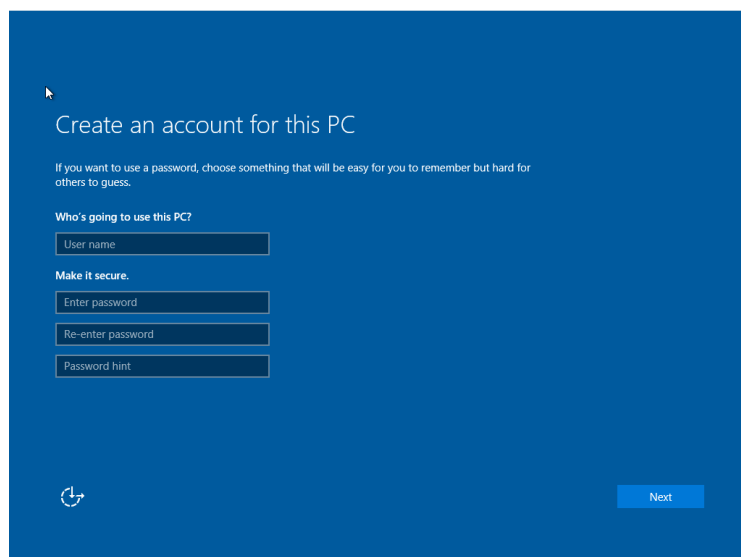 Create an account for this PC
If you want to use a password, choose something that will be easy for you to remember but hard for
others to guess.
Who's going to use this PC?
User name
Make it secure.
Enter password
Re-enter password
Password hint
Next